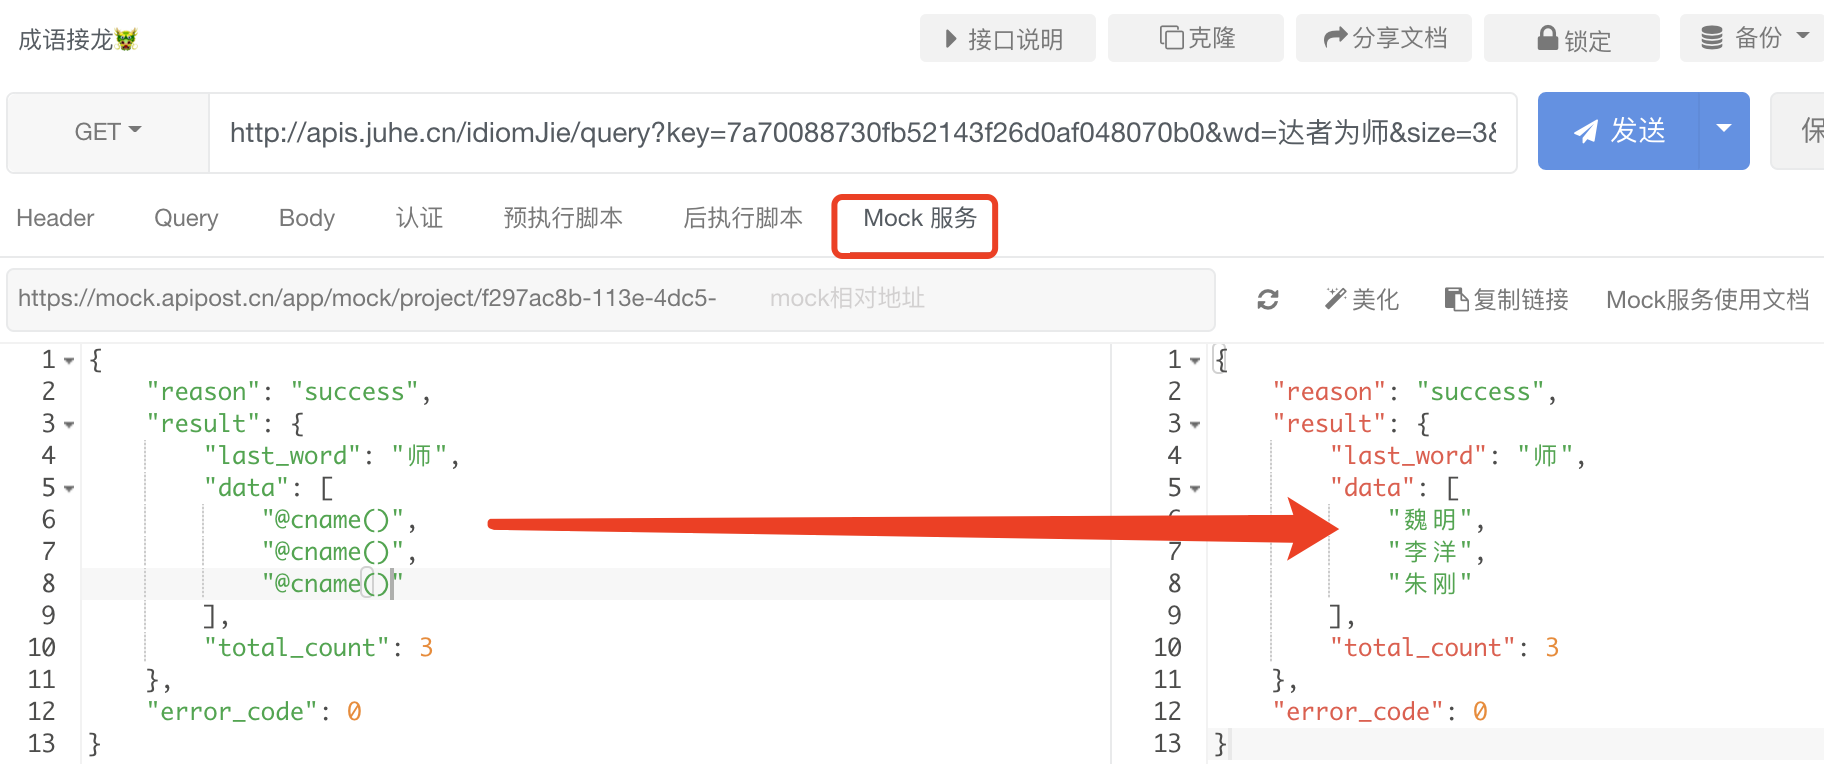 成语接龙🐲
接口说明 克隆 分享文档 锁定 备份
GET http://apis.juhe.cn/idiomJie/query?key=7a70088730fb52143f26d0af048070b0&wd=达者为师&size=3& 发送 保
Header Query Body 认证 预执行脚本 后执行脚本 Mock 服务
https://mock.apipost.cn/app/mock/project/f297ac8b-113e-4dc5- mock相对地址 美化 复制链接 Mock服务使用文档
1 {
2 "reason": "success",
3 "result": {
4 "last_word": "师",
5 "data": [
6 "@cname()",
7 "@cname()",
8 "@cname()"
9 ],
10 "total_count": 3
11 },
12 "error_code": 0
13 }
1 {
2 "reason": "success",
3 "result": {
4 "last_word": "师",
5 "data": [
6 "魏明",
7 "李洋",
8 "朱刚"
9 ],
10 "total_count": 3
11 },
12 "error_code": 0
13 }